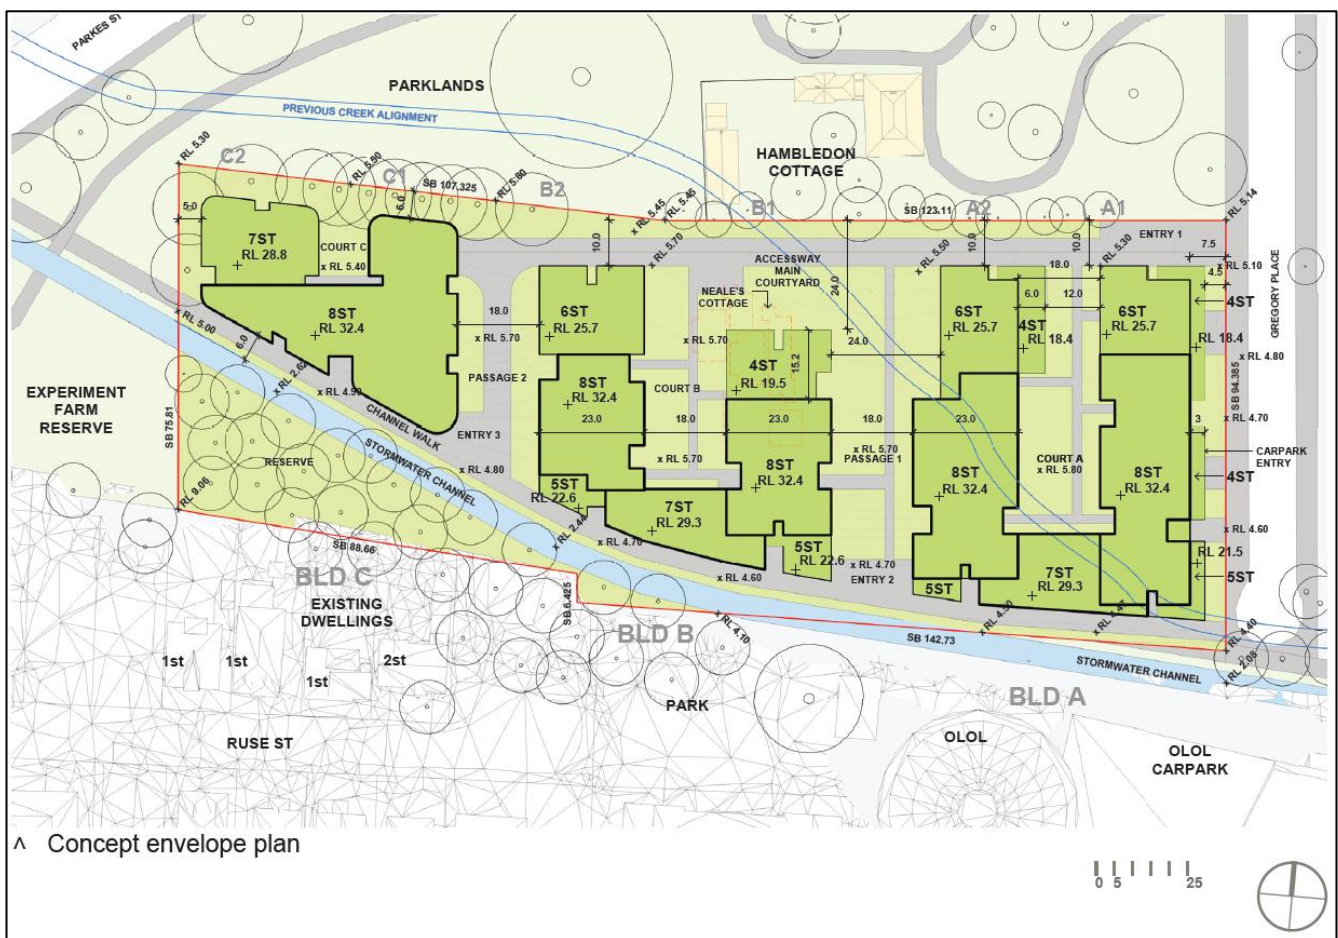 PARKES ST
PARKLANDS
PREVIOUS CREEK ALIGNMENT
HAMBLEDON
COTTAGE
x RL 5.30
C2
x RL 5.50
C1
SB 107.325
x RL 5.80
B2
x RL 5.45
x RL 5.45
B1
SB 123.11
A2
A1
x RL 5.14
ENTRY 1
5.0
6.0
10.0
10.0
10.0
7.5
7ST
RL 28.8
COURT C
x RL 5.40
x RL 5.70
ACCESSWAY
MAIN
COURTYARD
24.0
x RL 5.50
x RL 5.30
18.0
x RL 5.10
4.5
GREGORY PLACE
NEALE'S
COTTAGE
6.0
12.0
4ST
8ST
RL 32.4
18.0
x RL 5.70
6ST
RL 25.7
x RL 5.70
24.0
6ST
RL 25.7
4ST
RL 18.4
6ST
RL 25.7
RL 18.4
x RL 5.00
6.0
x RL 2.62
x RL 4.90
x RL 4.80
4ST
RL 19.5
15.2
PASSAGE 2
8ST
RL 32.4
COURT B
EXPERIMENT
FARM
RESERVE
SB 75.81
SB 94.385
CHANNEL WALK
ENTRY 3
23.0
18.0
23.0
18.0
23.0
3
x RL 4.70
STORMWATER CHANNEL
RESERVE
x RL 4.80
x RL 5.70
x RL 5.70
PASSAGE 1
COURT A
x RL 5.80
CARPARK
ENTRY
4ST
8ST
RL 32.4
8ST
RL 32.4
8ST
RL 32.4
5ST
RL 22.6
x RL 9.06
7ST
RL 29.3
x RL 2.44
x RL 4.70
x RL 4.60
SB 88.66
5ST
RL 22.6
x RL 4.70
ENTRY 2
x RL 4.60
RL 21.5
5ST
7ST
RL 29.3
5ST
BLD C
EXISTING
DWELLINGS
SB 6.425
BLD B
x RL 4.10
x RL 4.50
x RL 4.47
x RL 4.40
SB 142.73
STORMWATER CHANNEL
x RL 2.08
1st
1st
2st
1st
PARK
BLD A
RUSE ST
OLOL
OLOL
CARPARK
^ Concept envelope plan
0 5 25